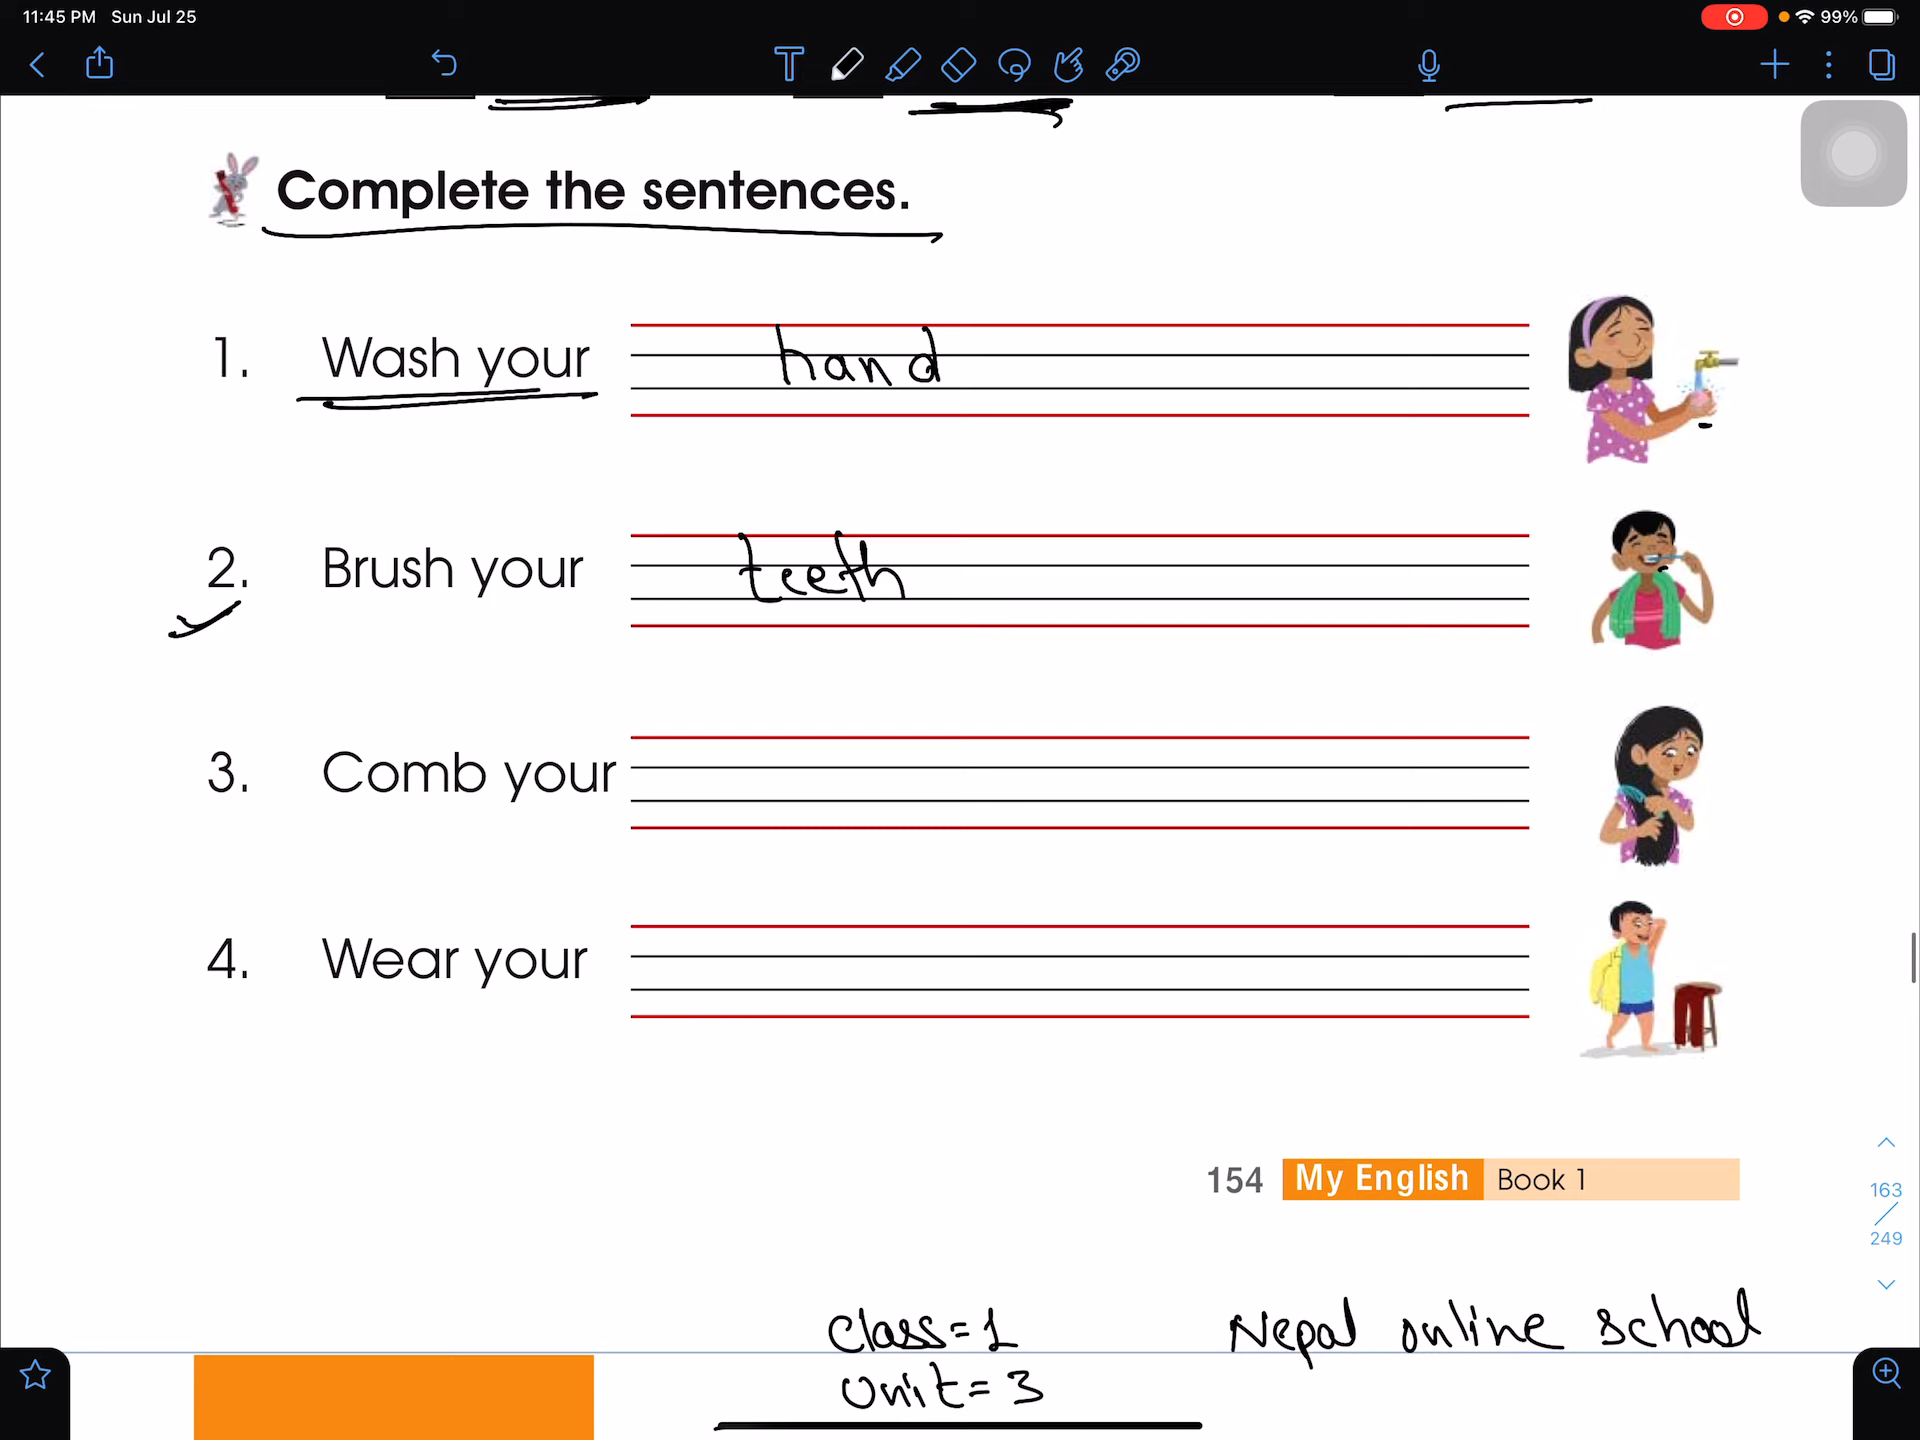 11:45 PM Sun Jul 25 99%
Complete the sentences.
1. Wash your hand
2. Brush your teeth
3. Comb your
4. Wear your
154 My English Book 1
163
249
Class=1 Nepal online school
Unit=3